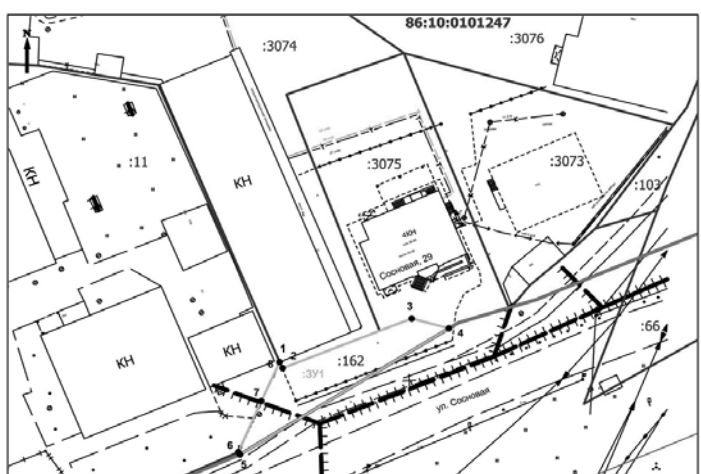 86:10:0101247
N
:3074
:3076
:11
КН
КН
:3075
:3073
:103
4КН
Сосновая, 29
3
4
1
2
8
КН
КН
:162
:ЗУ1
:66
7
ул. Сосновая
6
5